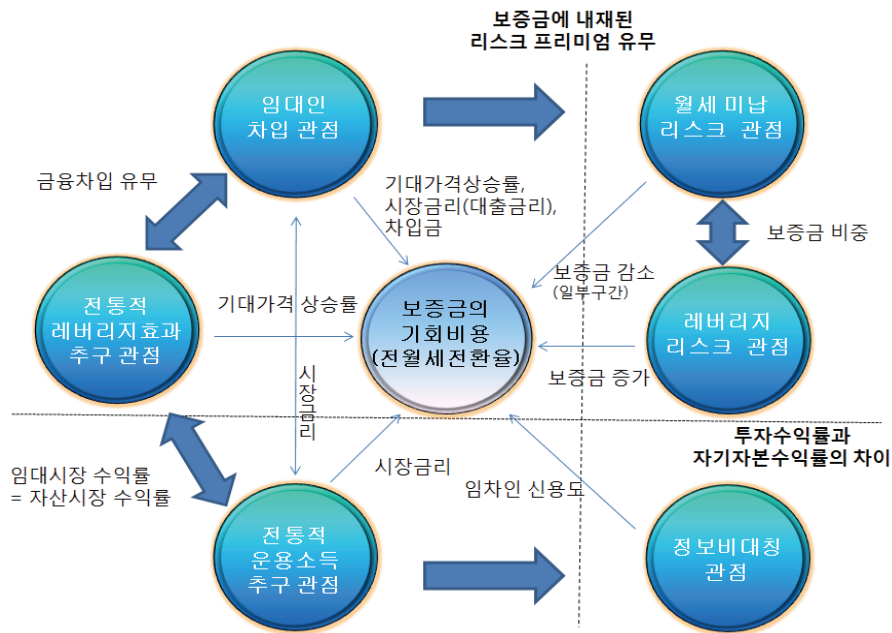 보증금에 내재된
리스크 프리미엄 유무
임대인
차입 관점
월세 미납
리스크 관점
금융차입 유무
기대가격상승률,
시장금리(대출금리),
차입금
보증금 비중
보증금 감소
(일부구간)
전통적
레버리지효과
추구 관점
기대가격 상승률
보증금의
기회비용
(전월세전환율)
레버리지
리스크 관점
보증금 증가
시장금리
투자수익률과
자기자본수익률의 차이
임대시장 수익률
= 자산시장 수익률
시장금리
임차인 신용도
전통적
운용소득
추구 관점
정보비대칭
관점